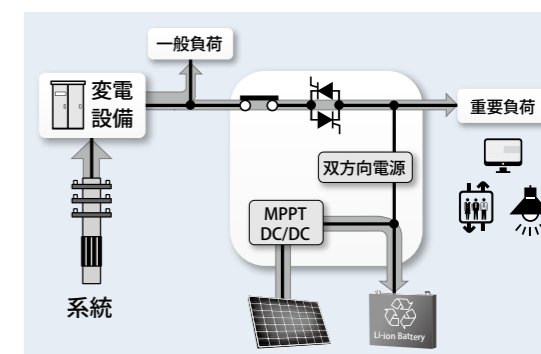 一般負荷
変電
設備
重要負荷
双方向電源
MPPT
DC/DC
系統
Li-ion Battery